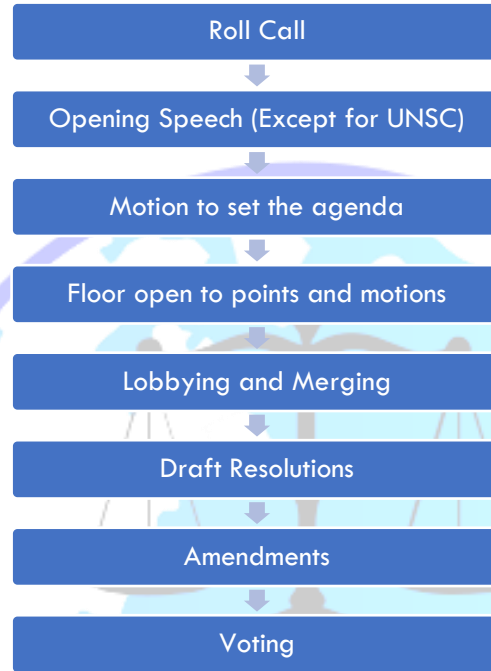 Roll Call
Opening Speech (Except for UNSC)
Motion to set the agenda
Floor open to points and motions
Lobbying and Merging
Draft Resolutions
Amendments
Voting